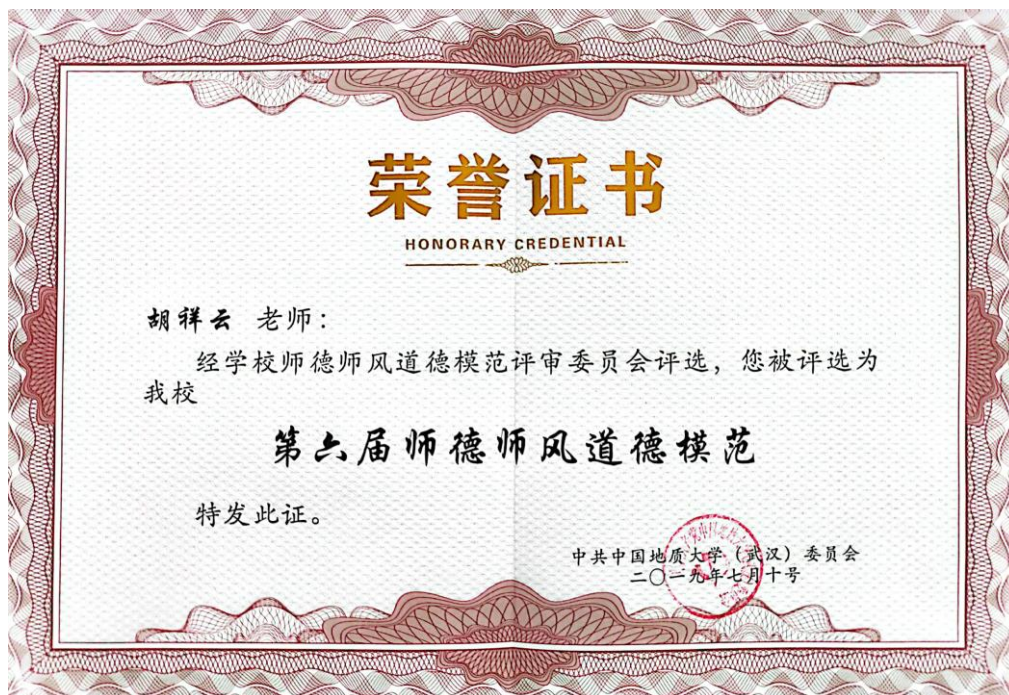 荣誉证书
HONORARY CREDENTIAL
胡祥云 老师：
经学校师德师风道德模范评审委员会评选，您被评选为
我校
第六届师德师风道德模范
特发此证。
中共中国地质大学（武汉）委员会
二〇一九年七月十号